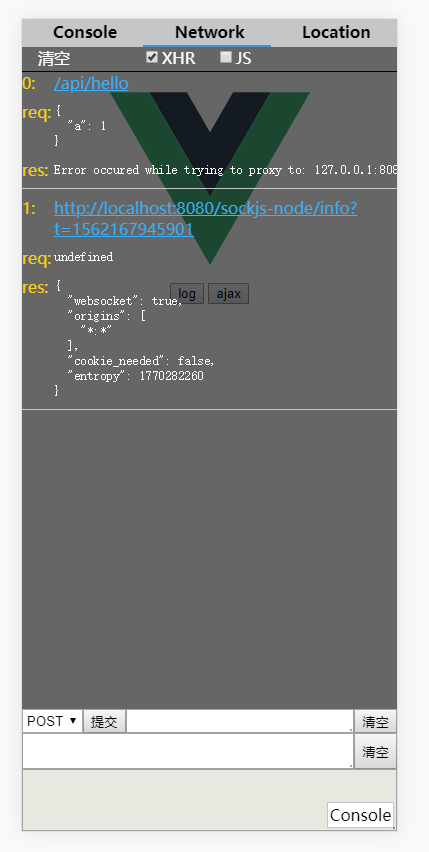 Console Network Location
清空 XHR JS
0: /api/hello
req: {
"a": 1
}
res: Error occured while trying to proxy to: 127.0.0.1:808
1: http://localhost:8080/sockjs-node/info?
t=1562167945901
req: undefined
res: {
log ajax
"websocket": true,
"origins": [
"*:*"
],
"cookie_needed": false,
"entropy": 1770282260
}
POST 提交 清空
清空
Console